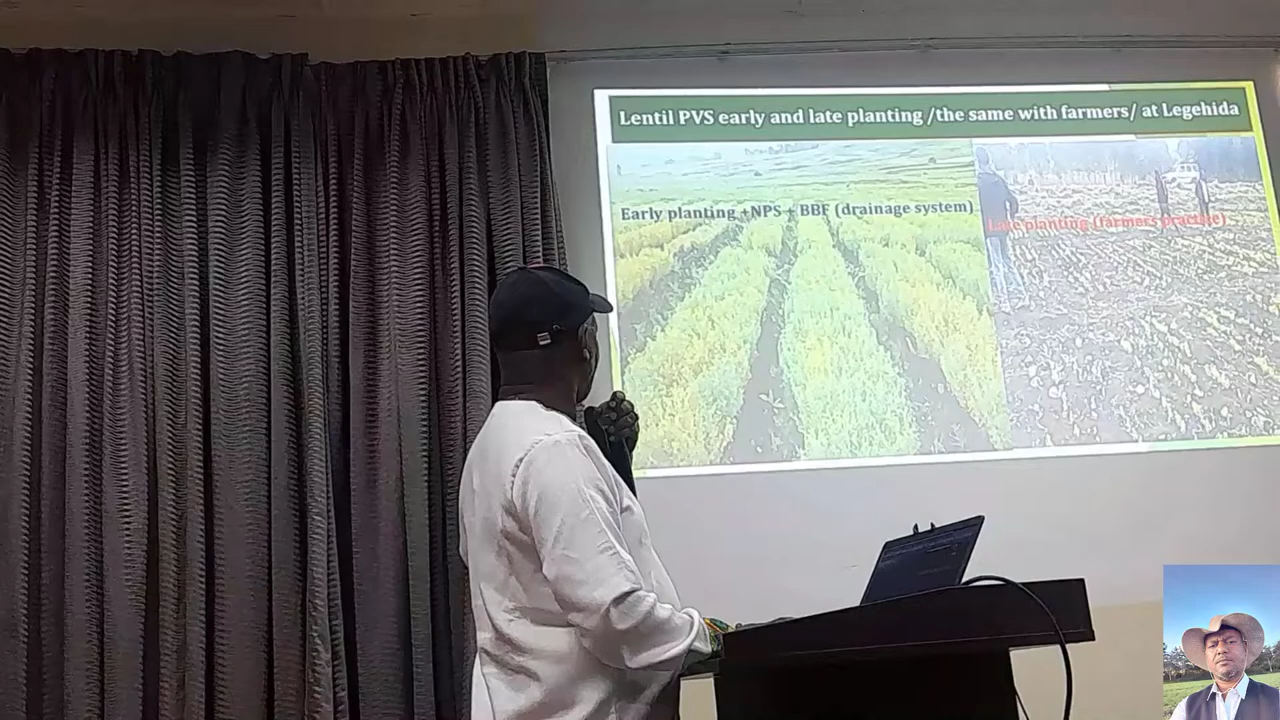 Lentil PVS early and late planting /the same with farmers/ at Legehida
Early planting +NPS + BBF (drainage system)
Late planting (farmers practice)